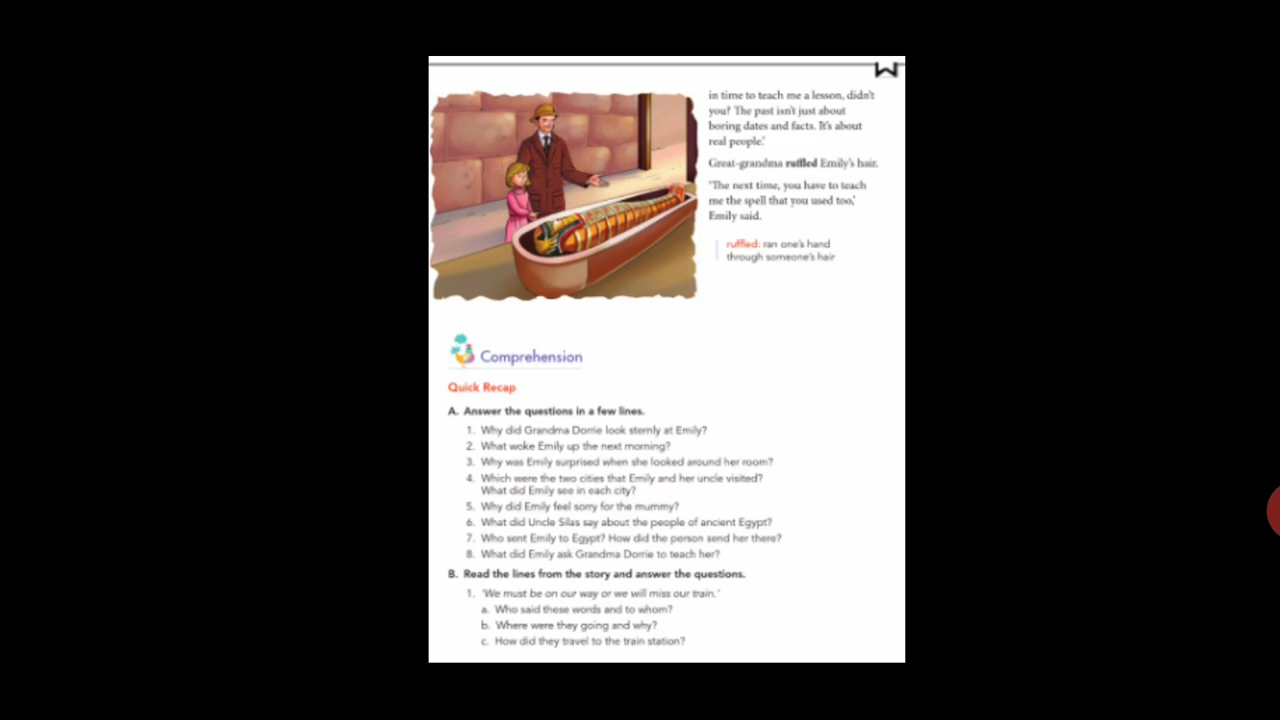 in time to teach me a lesson, didn't
you? The past isn't just about
boring dates and facts. It's about
real people.'
Great-grandma ruffled Emily's hair.
'The next time, you have to teach
me the spell that you used too,'
Emily said.
ruffled: ran one's hand
through someone's hair
Comprehension
Quick Recap
A. Answer the questions in a few lines.
1. Why did Grandma Dorrie look sternly at Emily?
2. What woke Emily up the next morning?
3. Why was Emily surprised when she looked around her room?
4. Which were the two cities that Emily and her uncle visited?
What did Emily see in each city?
5. Why did Emily feel sorry for the mummy?
6. What did Uncle Silas say about the people of ancient Egypt?
7. Who sent Emily to Egypt? How did the person send her there?
8. What did Emily ask Grandma Dorrie to teach her?
B. Read the lines from the story and answer the questions.
1. 'We must be on our way or we will miss our train.'
a. Who said these words and to whom?
b. Where were they going and why?
c. How did they travel to the train station?